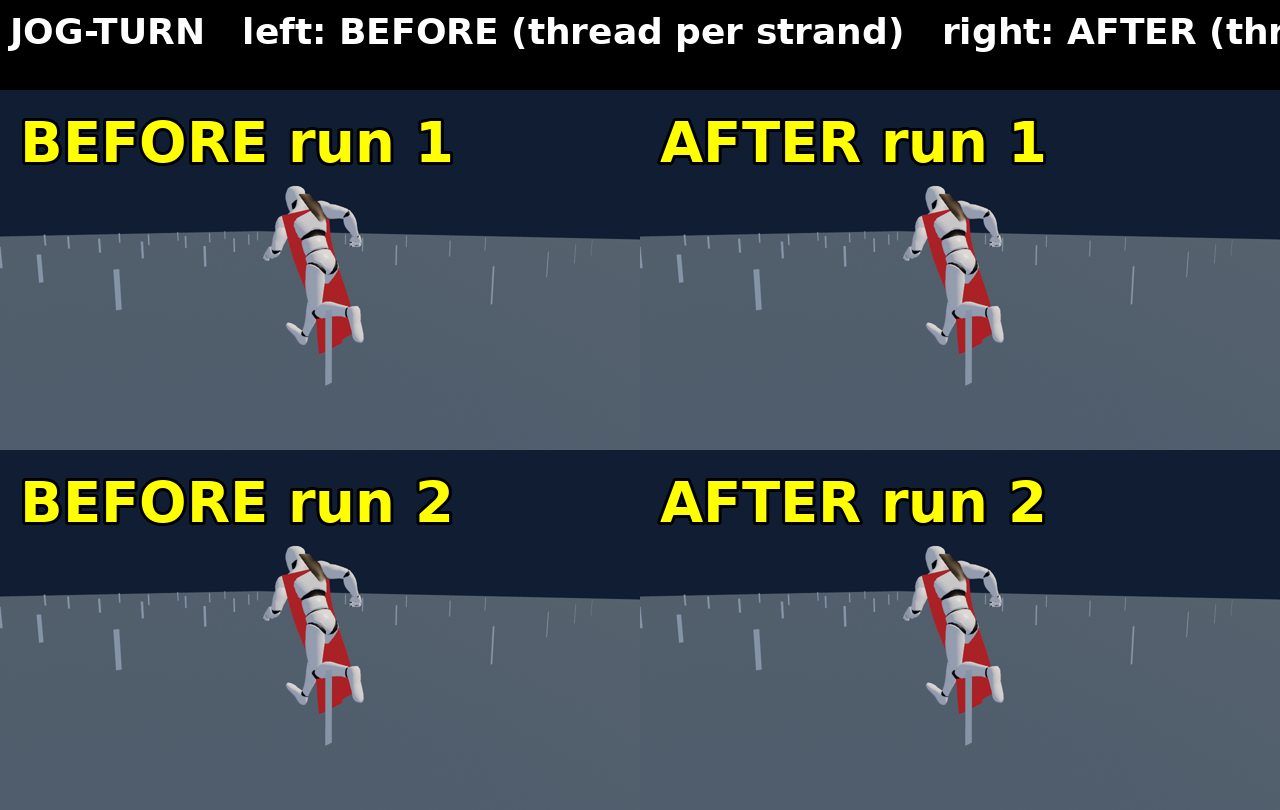 JOG-TURN left: BEFORE (thread per strand) right: AFTER (thr
BEFORE run 1
AFTER run 1
BEFORE run 2
AFTER run 2